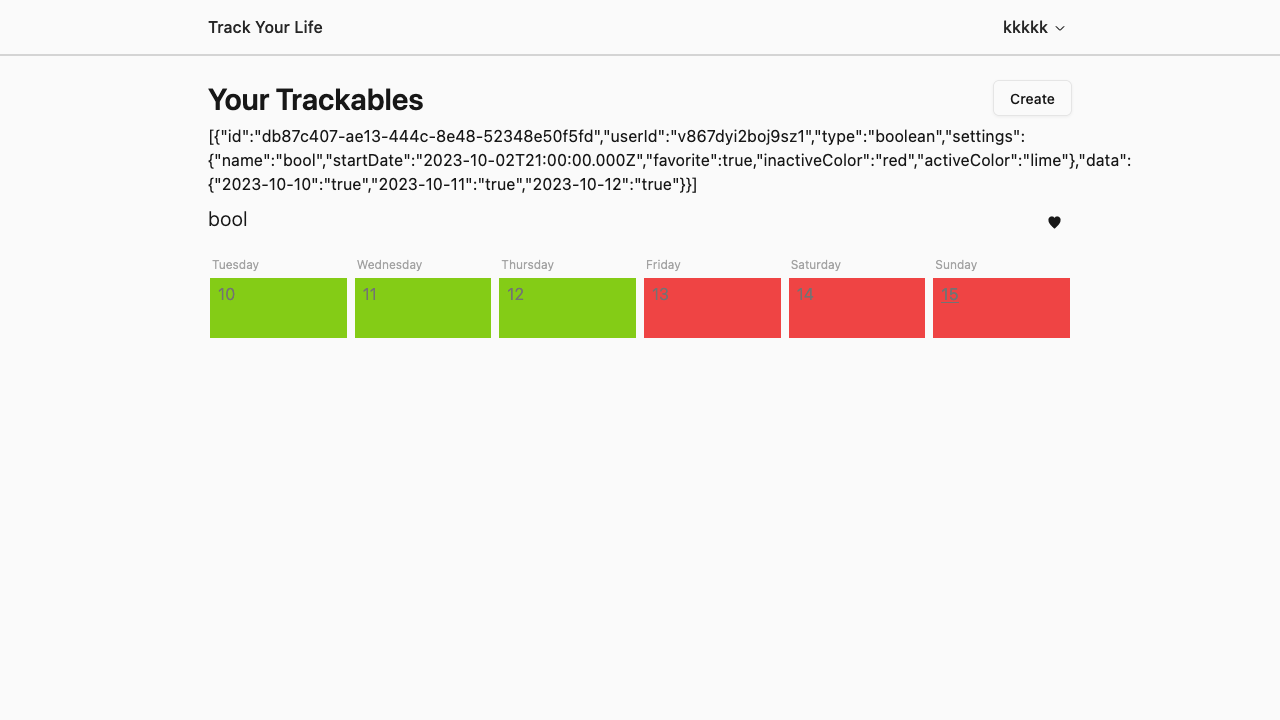 Track Your Life
kkkkk
Your Trackables
Create
[{"id":"db87c407-ae13-444c-8e48-52348e50f5fd","userId":"v867dyi2boj9sz1","type":"boolean","settings":
{"name":"bool","startDate":"2023-10-02T21:00:00.000Z","favorite":true,"inactiveColor":"red","activeColor":"lime"},"data":
{"2023-10-10":"true","2023-10-11":"true","2023-10-12":"true"}}]
bool
Tuesday Wednesday Thursday Friday Saturday Sunday
10 11 12 13 14 15